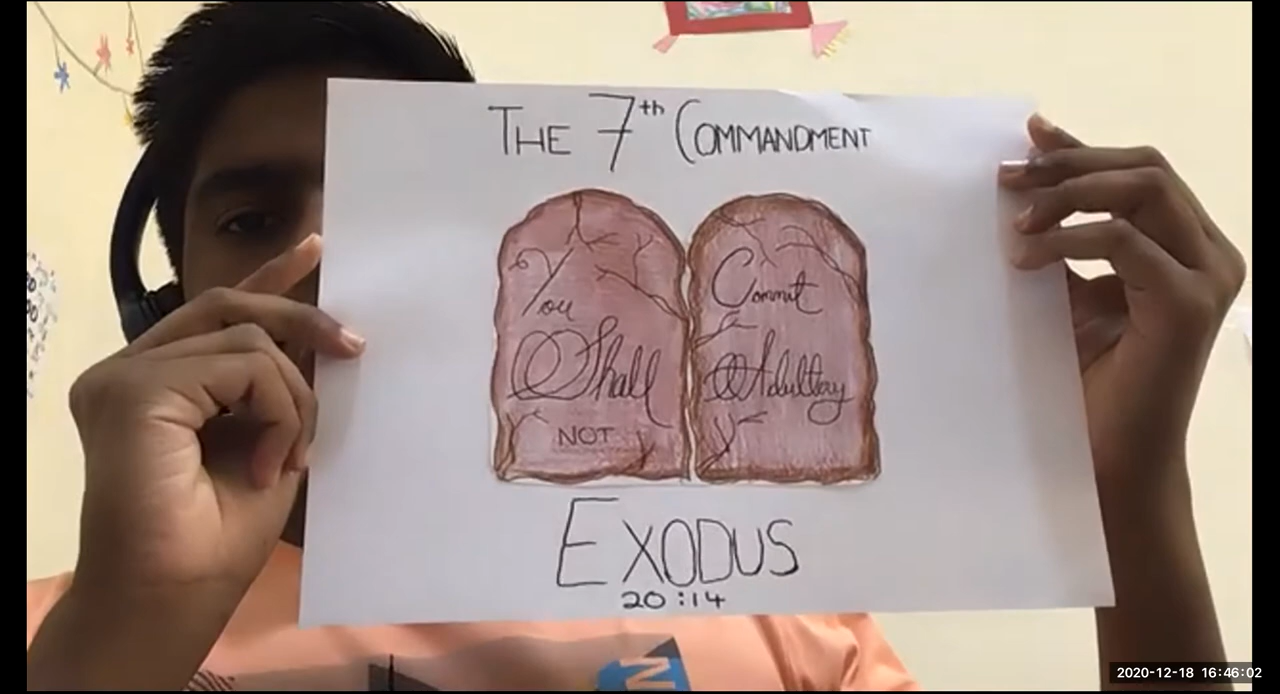 THE 7th COMMANDMENT
You
Shall
NOT
Commit
Adultery
EXODUS
20:14
N
2020-12-18 16:46:02